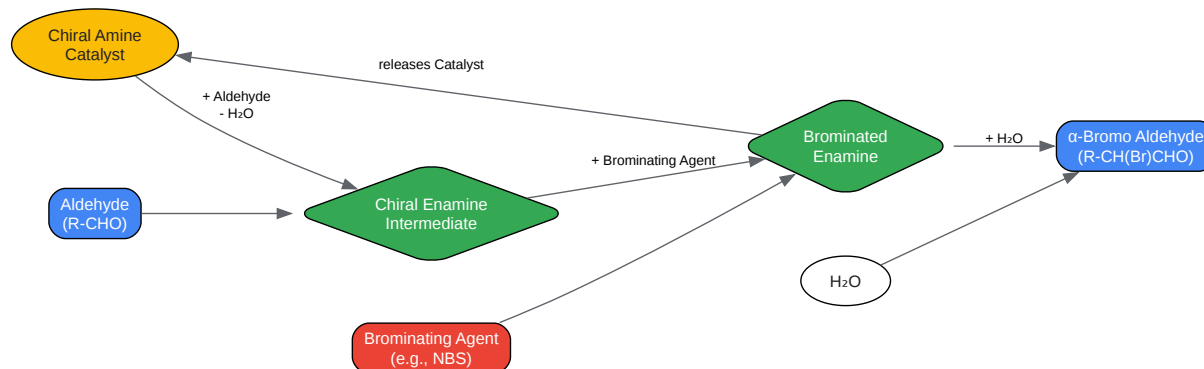 Chiral Amine
Catalyst
releases Catalyst
+ Aldehyde
- H₂O
Brominated
Enamine
+ H₂O
α-Bromo Aldehyde
(R-CH(Br)CHO)
+ Brominating Agent
Aldehyde
(R-CHO)
Chiral Enamine
Intermediate
H₂O
Brominating Agent
(e.g., NBS)